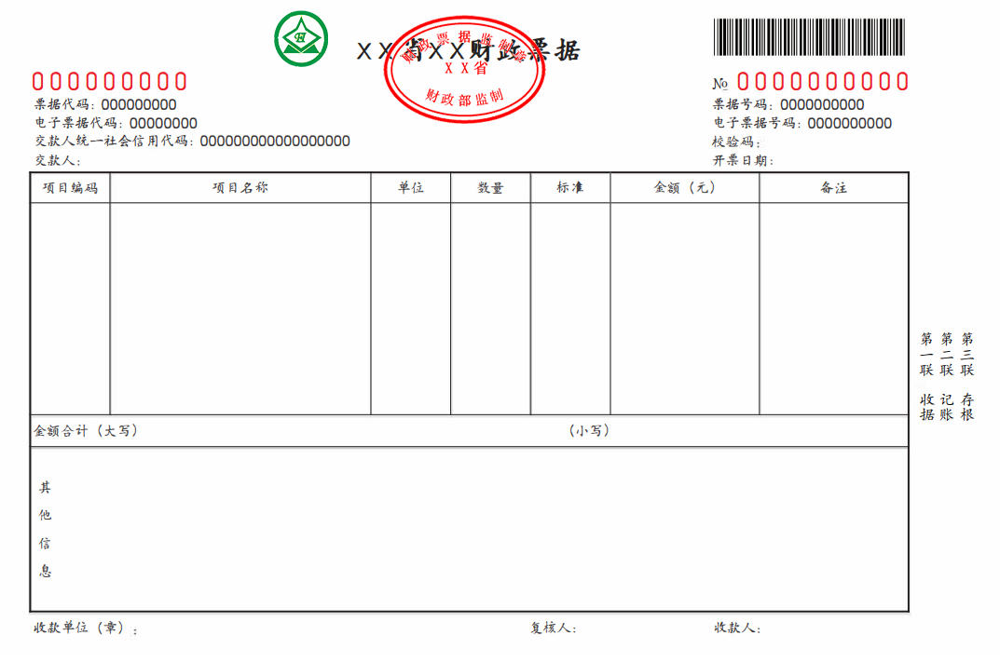 XX省XX财政票据
财政票据监制章
XX省
财政部监制
000000000
№ 0000000000
票据代码：000000000
票据号码：0000000000
电子票据代码：00000000
电子票据号码：0000000000
交款人统一社会信用代码：000000000000000000
校验码：
交款人：
开票日期：
项目编码 项目名称 单位 数量 标准 金额（元） 备注
金额合计（大写） （小写）
其他信息
第一联 收据
第二联 记账
第三联 存根
收款单位（章）： 复核人： 收款人：